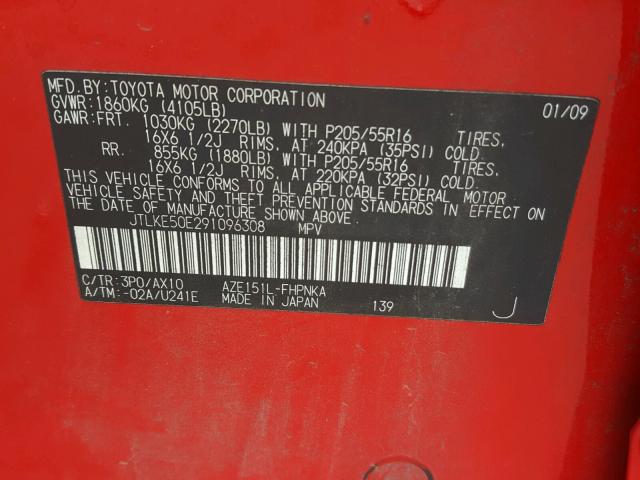 MFD.BY:TOYOTA MOTOR CORPORATION 01/09
GVWR:1860KG (4105LB)
GAWR:FRT. 1030KG (2270LB) WITH P205/55R16 TIRES,
16X6 1/2J RIMS, AT 240KPA (35PSI) COLD.
RR. 855KG (1880LB) WITH P205/55R16 TIRES,
16X6 1/2J RIMS, AT 220KPA (32PSI) COLD.
THIS VEHICLE CONFORMS TO ALL APPLICABLE FEDERAL MOTOR
VEHICLE SAFETY AND THEFT PREVENTION STANDARDS IN EFFECT ON
THE DATE OF MANUFACTURE SHOWN ABOVE.
JTLKE50E291096308 MPV
C/TR:3P0/AX10 AZE151L-FHPNKA
A/TM:-02A/U241E MADE IN JAPAN 139 J